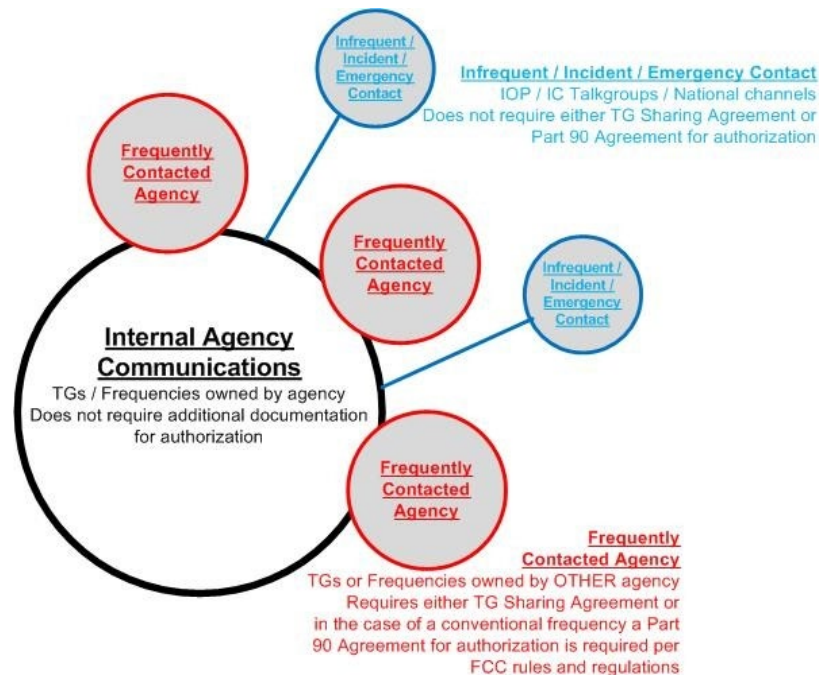 Infrequent /
Incident /
Emergency
Contact
Infrequent / Incident / Emergency Contact
IOP / IC Talkgroups / National channels
Does not require either TG Sharing Agreement or
Part 90 Agreement for authorization
Frequently
Contacted
Agency
Frequently
Contacted
Agency
Infrequent /
Incident /
Emergency
Contact
Internal Agency
Communications
TGs / Frequencies owned by agency
Does not require additional documentation
for authorization
Frequently
Contacted
Agency
Frequently
Contacted Agency
TGs or Frequencies owned by OTHER agency
Requires either TG Sharing Agreement or
in the case of a conventional frequency a Part
90 Agreement for authorization is required per
FCC rules and regulations